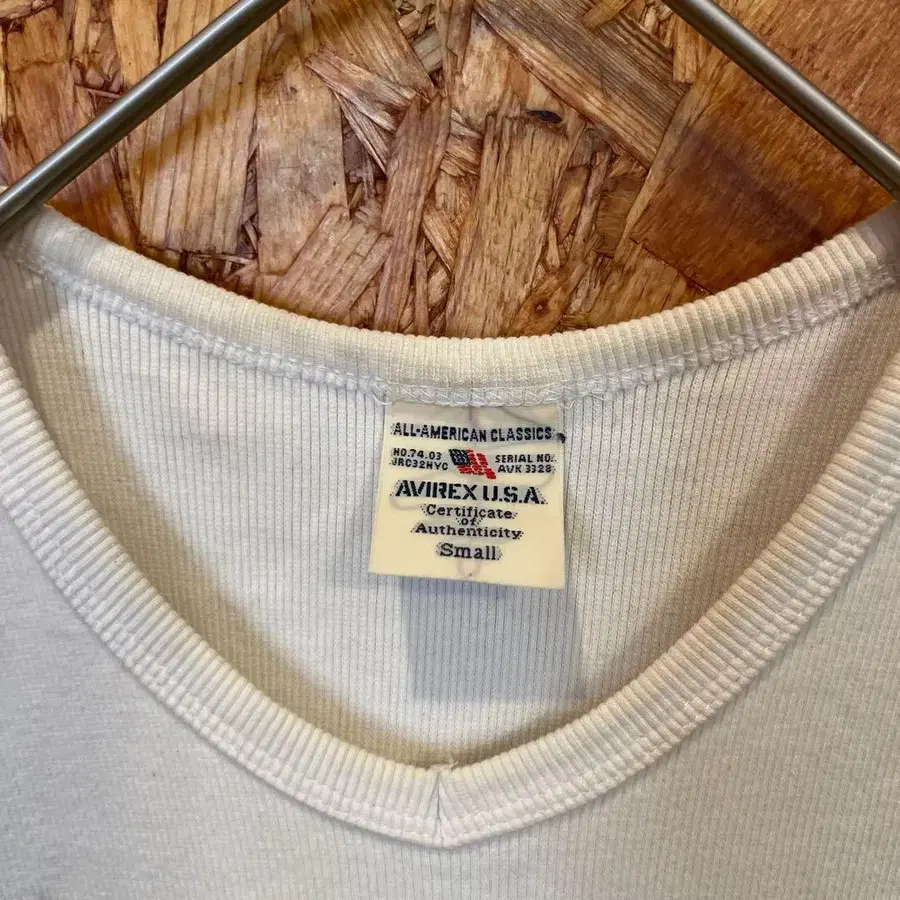 ALL-AMERICAN CLASSICS
NO.74.03 SERIAL NO.
JRC32NYC AVK 3328
AVIREX U.S.A.
Certificate
of
Authenticity
Small